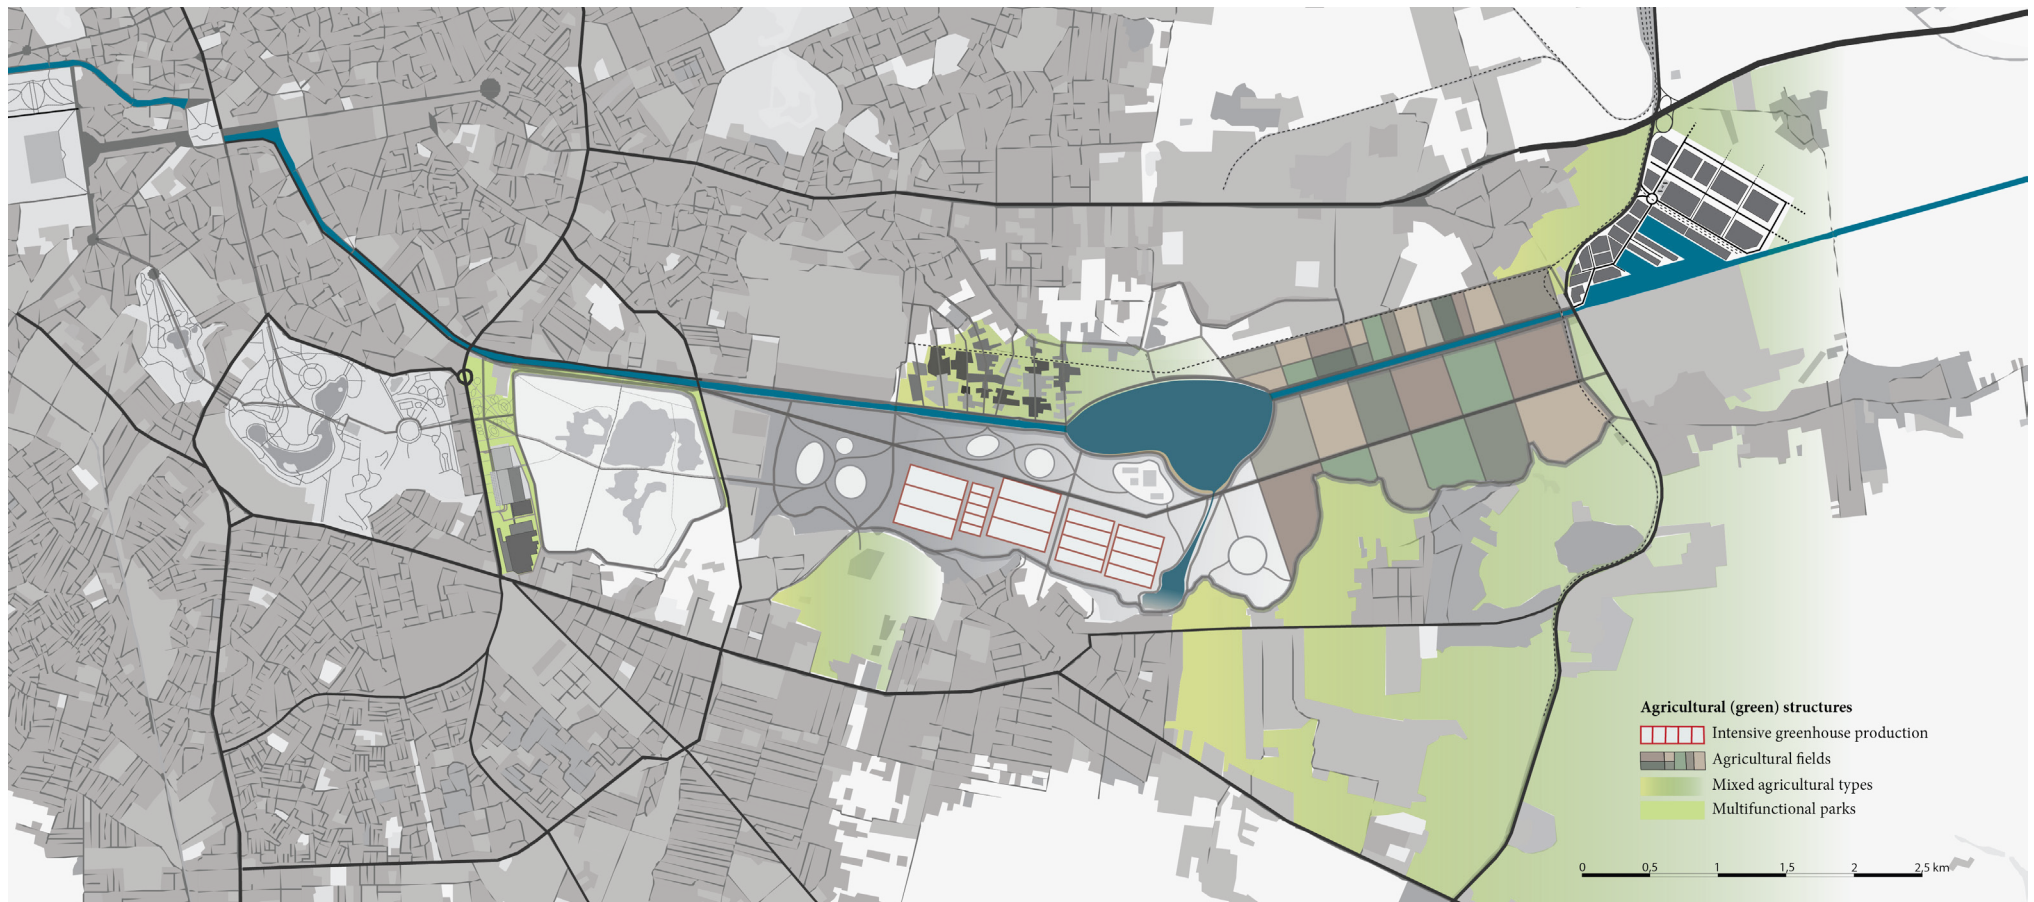 Agricultural (green) structures
Intensive greenhouse production
Agricultural fields
Mixed agricultural types
Multifunctional parks
0 0,5 1 1,5 2 2,5 km